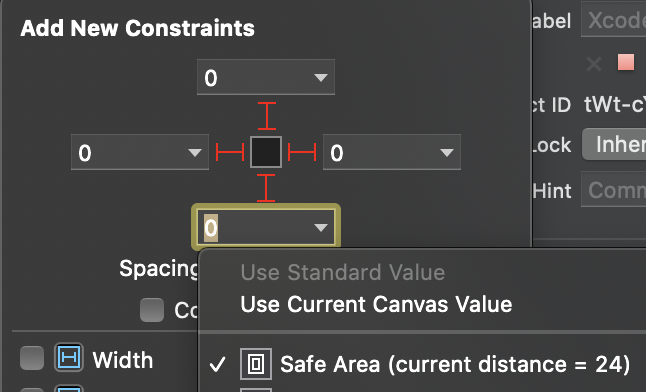 Add New Constraints
abel Xcode
0
ct ID tWt-cY
0 0
Lock Inher
Hint Comm
0
Spacing
Use Standard Value
Use Current Canvas Value
Co
Width
Safe Area (current distance = 24)